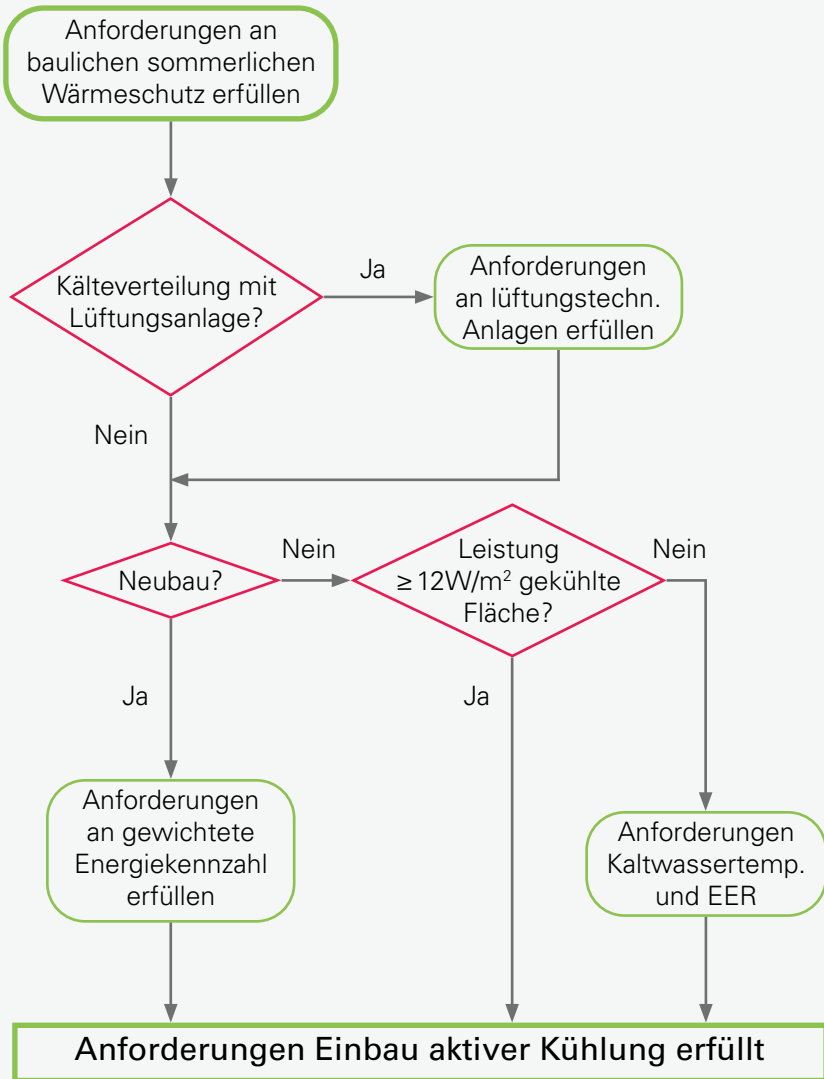 Anforderungen an
baulichen sommerlichen
Wärmeschutz erfüllen
Kälteverteilung mit
Lüftungsanlage?
Ja
Anforderungen
an lüftungstechn.
Anlagen erfüllen
Nein
Neubau?
Nein
Leistung
≥ 12W/m² gekühlte
Fläche?
Nein
Ja
Ja
Anforderungen
an gewichtete
Energiekennzahl
erfüllen
Anforderungen
Kaltwassertemp.
und EER
Anforderungen Einbau aktiver Kühlung erfüllt